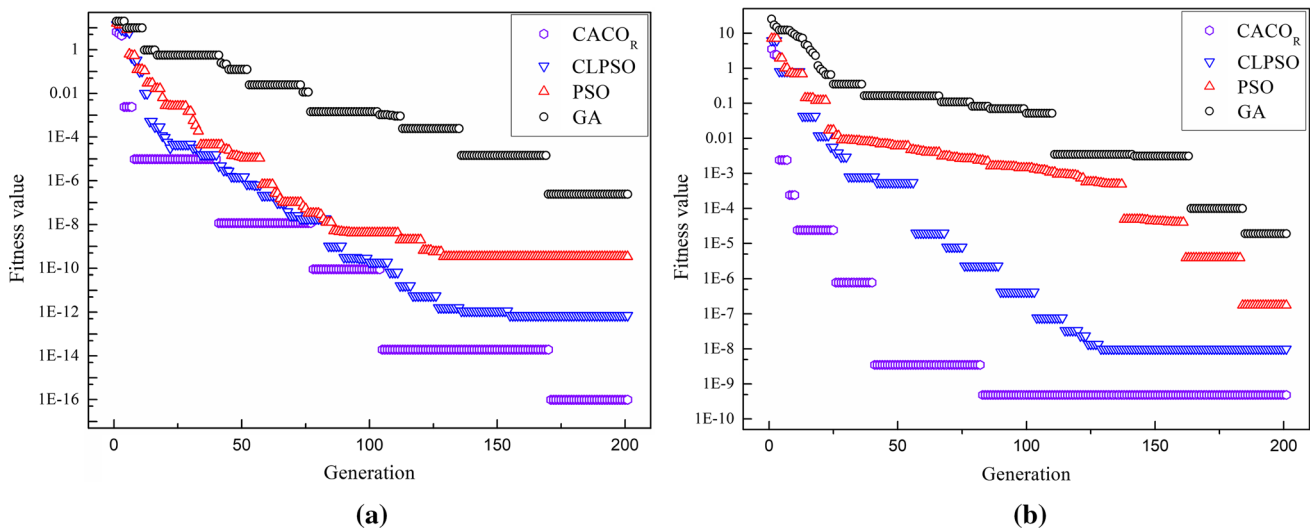 CACO_R
CLPSO
PSO
GA
1
0.01
1E-4
1E-6
1E-8
1E-10
1E-12
1E-14
1E-16
Fitness value
0
50
100
150
200
Generation
(a)
CACO_R
CLPSO
PSO
GA
10
1
0.1
0.01
1E-3
1E-4
1E-5
1E-6
1E-7
1E-8
1E-9
1E-10
Fitness value
0
50
100
150
200
Generation
(b)